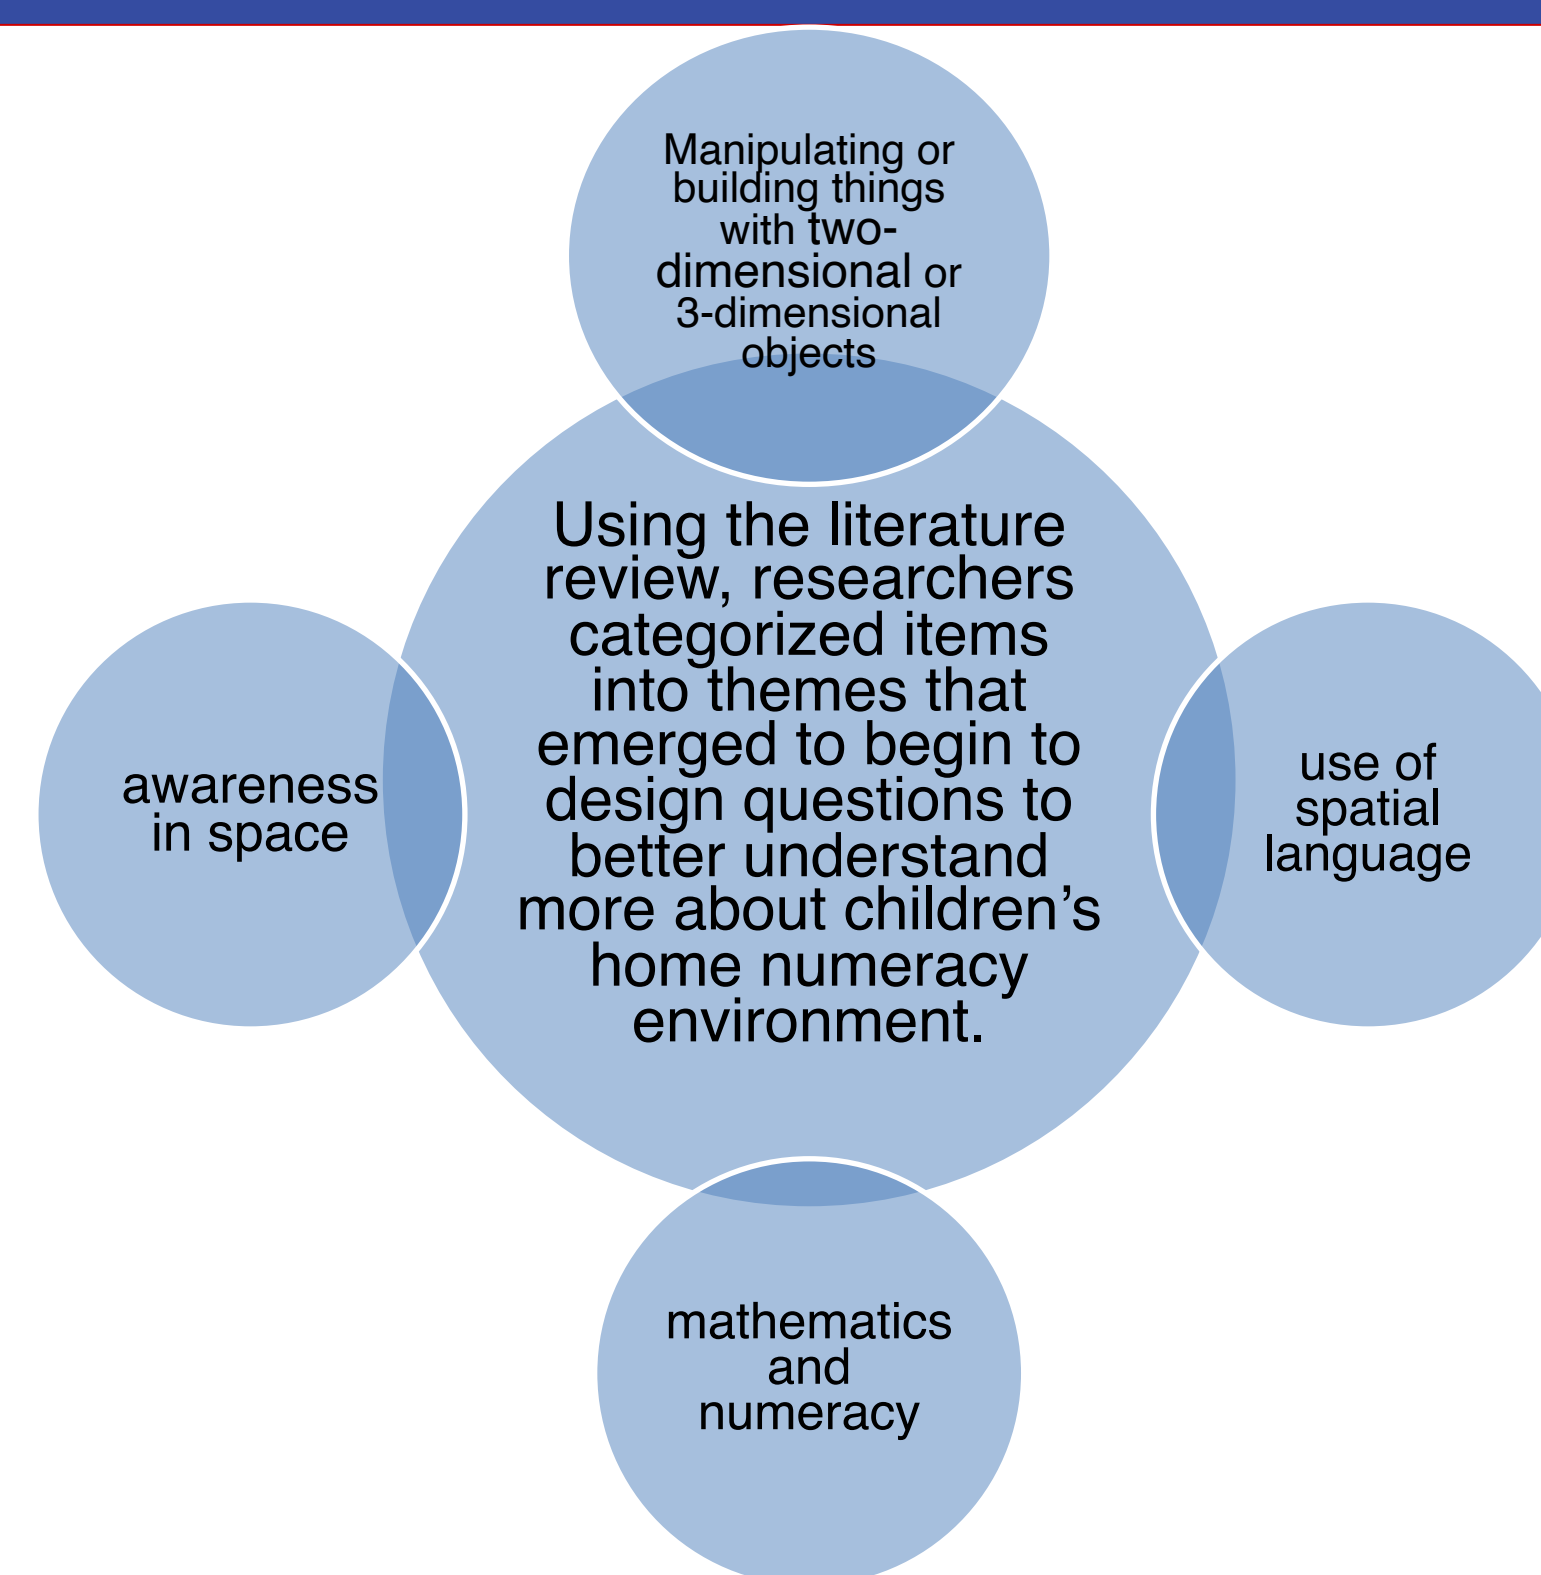 Manipulating or
building things
with two-
dimensional or
3-dimensional
objects
Using the literature
review, researchers
categorized items
into themes that
emerged to begin to
design questions to
better understand
more about children’s
home numeracy
environment.
awareness
in space
use of
spatial
language
mathematics
and
numeracy